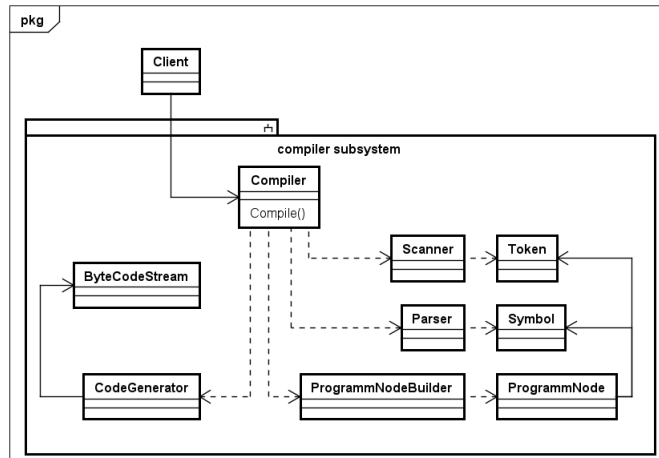 pkg
Client
compiler subsystem
Compiler
Compile()
Scanner
Token
ByteCodeStream
Parser
Symbol
CodeGenerator
ProgrammNodeBuilder
ProgrammNode